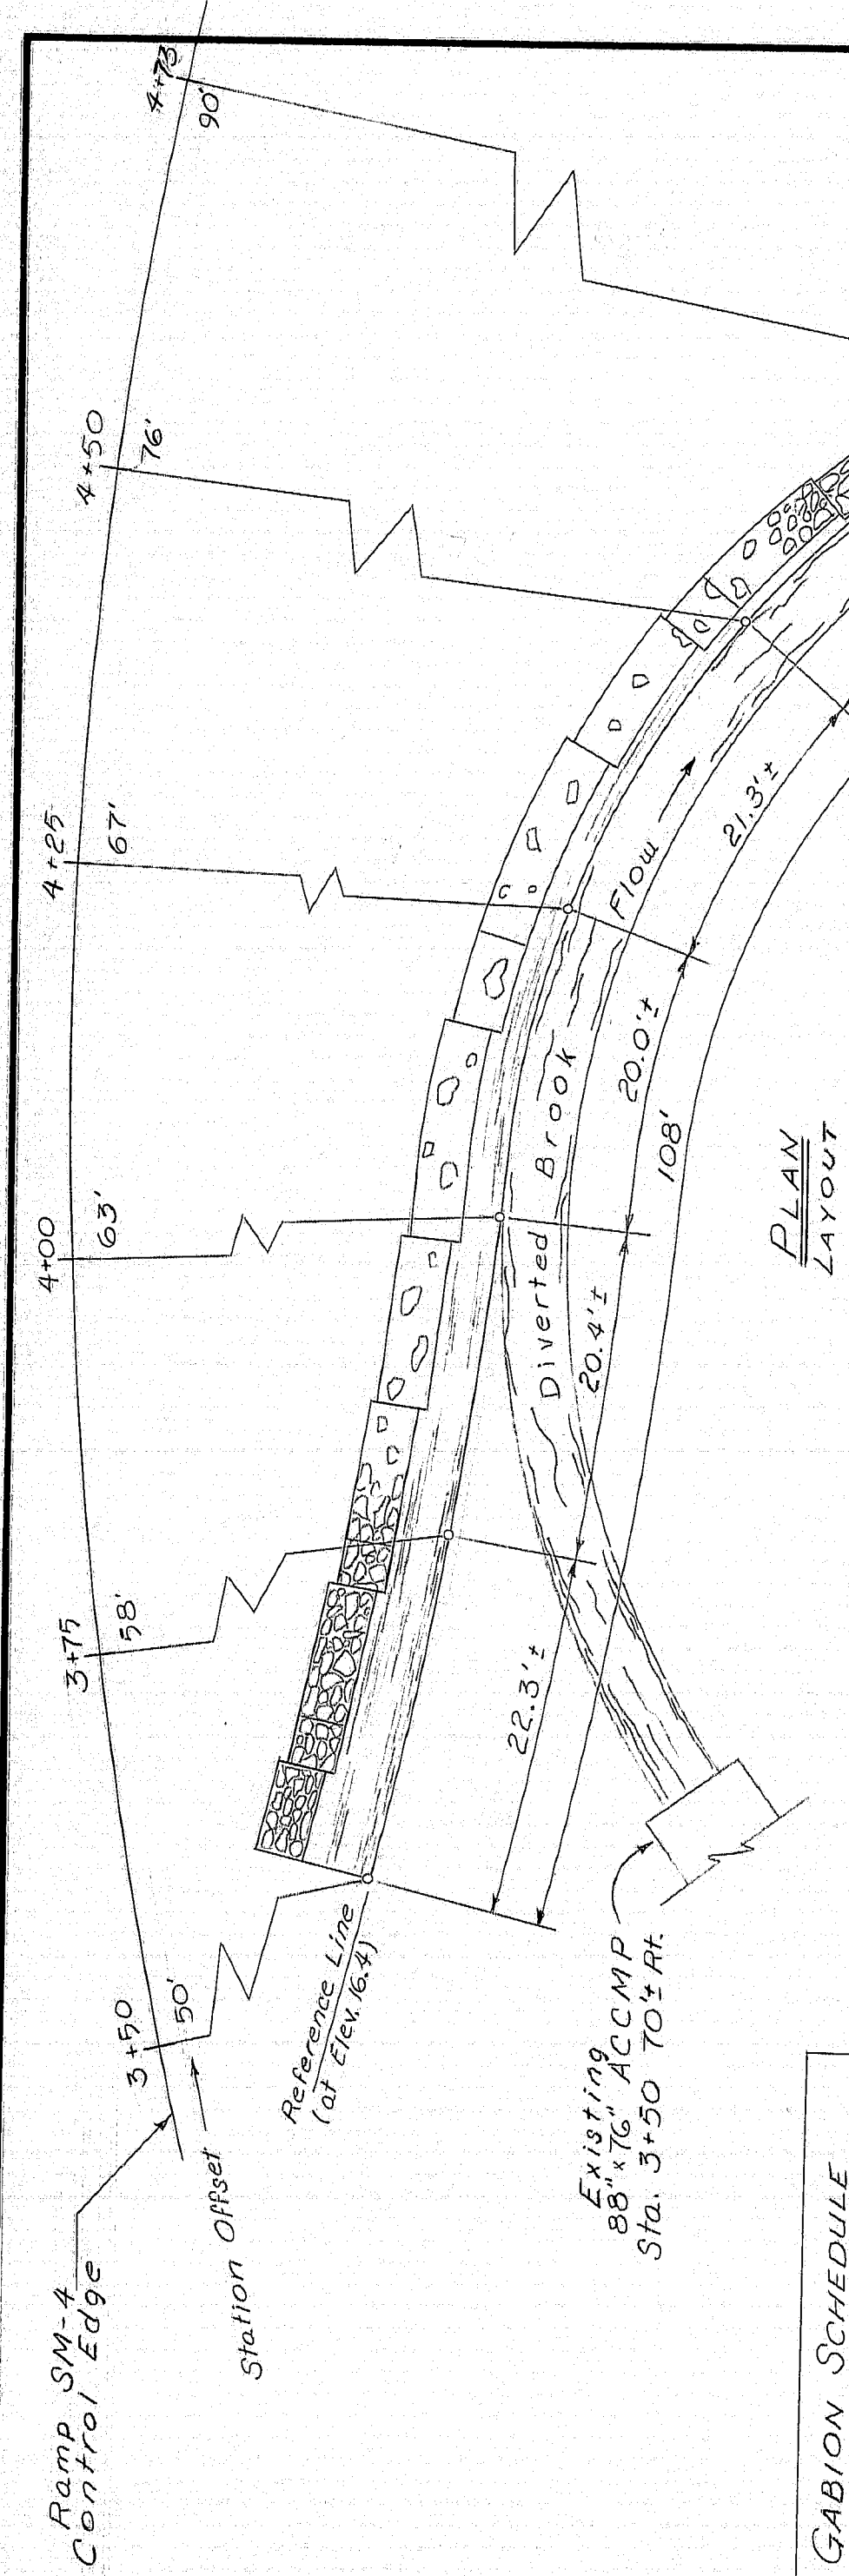 Ramp SM-4
Control Edge
Station Offset
3+50
50'
3+75
58'
4+00
63'
4+25
67'
4+50
76'
4+73
90'
Reference Line
(at Elev. 16.4)
Existing
88" x 76" ACCMP
Sta. 3+50 70'± Rt.
Diverted Brook
Flow
22.3'±
20.4'±
20.0'±
21.3'±
108'
PLAN
LAYOUT
GABION SCHEDULE